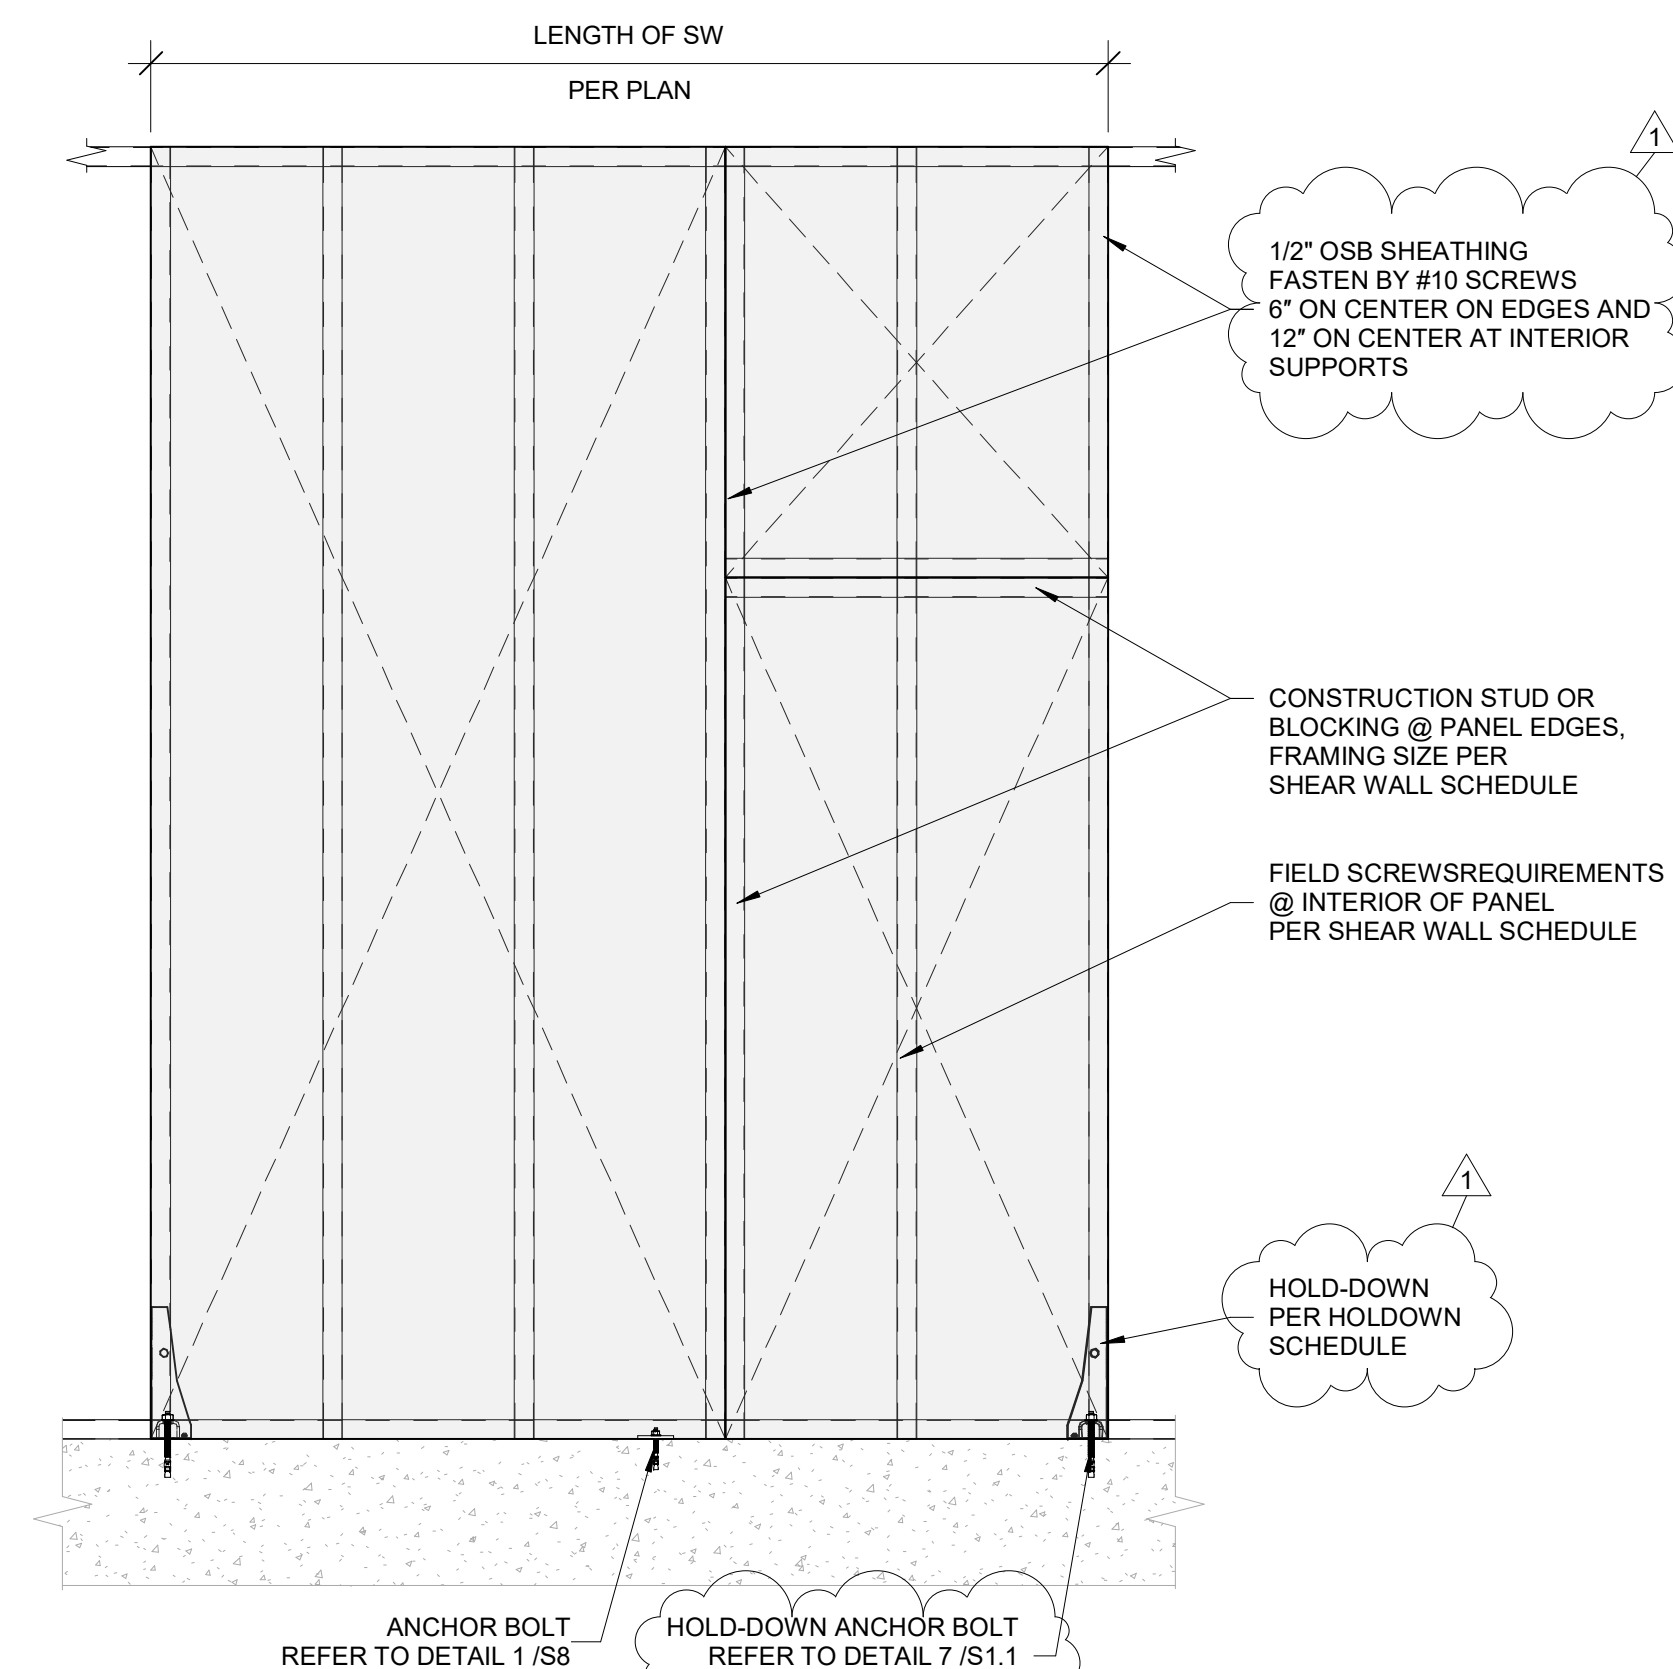 LENGTH OF SW
PER PLAN
1
1/2" OSB SHEATHING
FASTEN BY #10 SCREWS
6" ON CENTER ON EDGES AND
12" ON CENTER AT INTERIOR
SUPPORTS
CONSTRUCTION STUD OR
BLOCKING @ PANEL EDGES,
FRAMING SIZE PER
SHEAR WALL SCHEDULE
FIELD SCREWSREQUIREMENTS
@ INTERIOR OF PANEL
PER SHEAR WALL SCHEDULE
1
HOLD-DOWN
PER HOLDOWN
SCHEDULE
ANCHOR BOLT
REFER TO DETAIL 1 /S8
HOLD-DOWN ANCHOR BOLT
REFER TO DETAIL 7 /S1.1